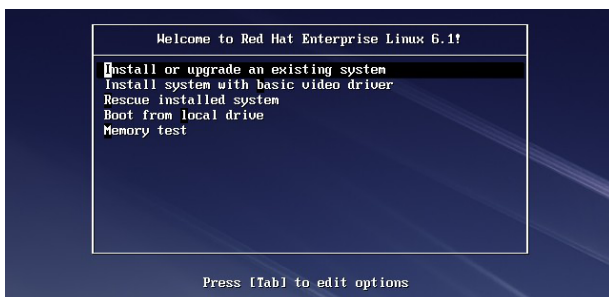 Welcome to Red Hat Enterprise Linux 6.1!
Install or upgrade an existing system
Install system with basic video driver
Rescue installed system
Boot from local drive
Memory test
Press [Tab] to edit options